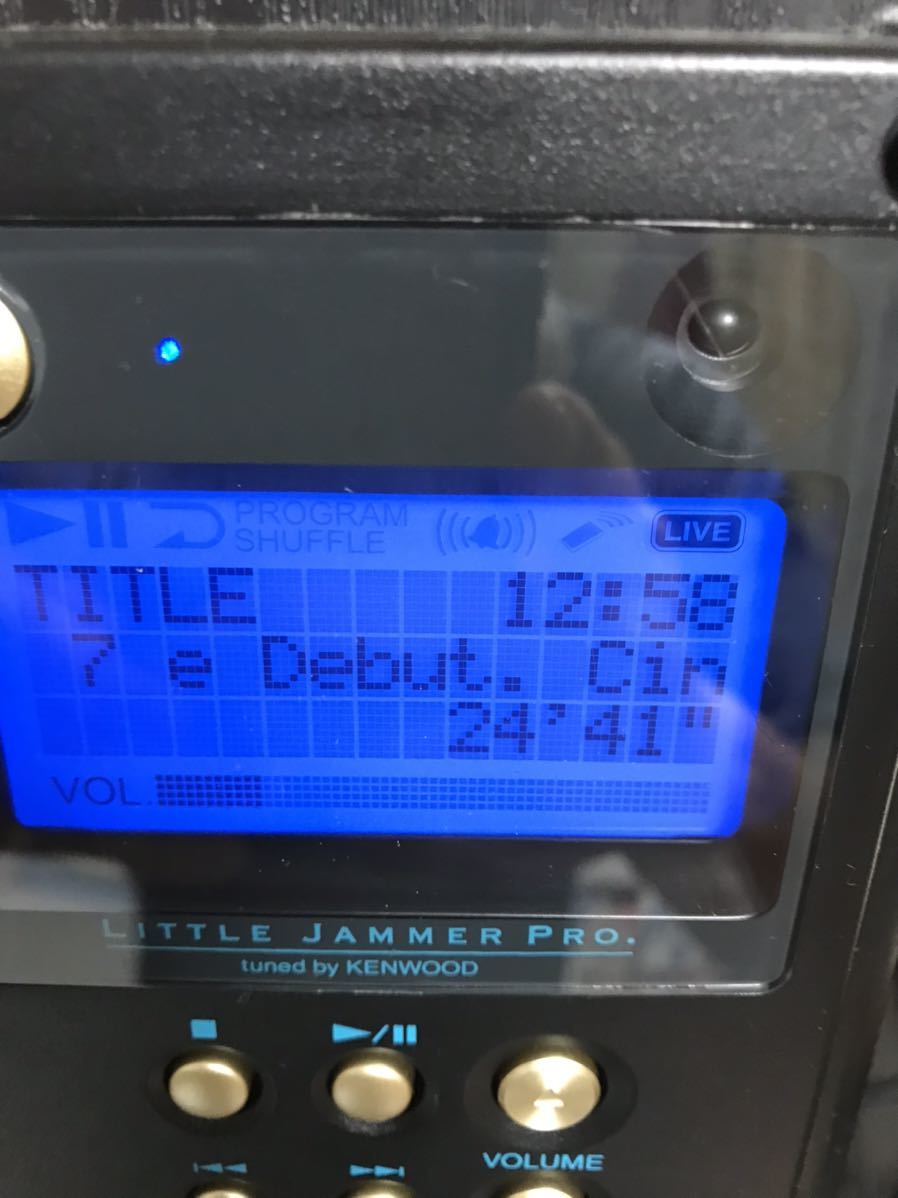 PROGRAM
SHUFFLE
LIVE
TITLE 12:58
7 e Debut. Cin
24'41"
VOL.
LITTLE JAMMER PRO.
tuned by KENWOOD
VOLUME